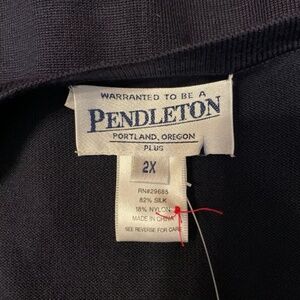 WARRANTED TO BE A
PENDLETON
PORTLAND, OREGON
PLUS
2X
RN#29685
82% SILK
18% NYLON
MADE IN CHINA
SEE REVERSE FOR CARE